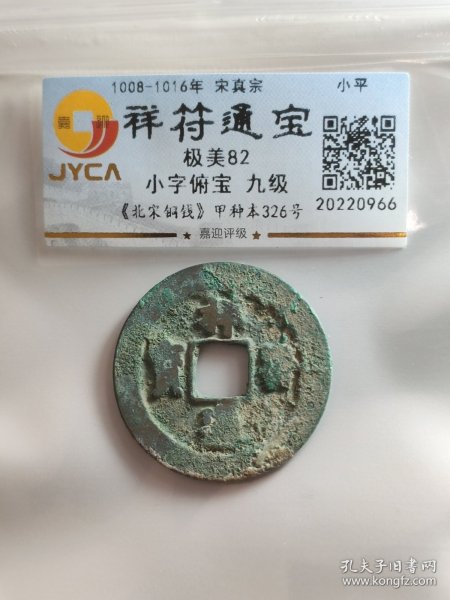 1008-1016年 宋真宗 小平
嘉 迎
JYCA
祥符通宝
极美82
小字俯宝 九级
《北宋铜钱》甲种本326号
20220966
★ 嘉迎评级 ★
孔夫子旧书网
www.kongfz.com